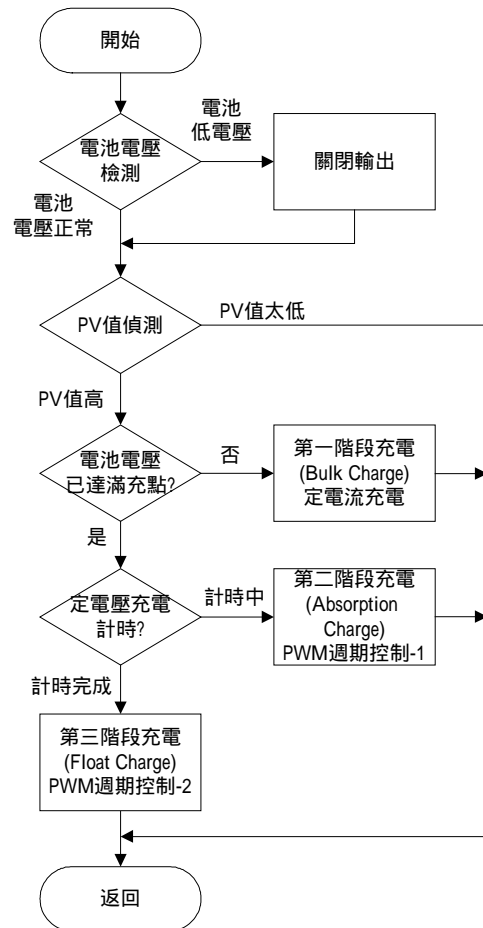 開始
電池
低電壓
電池電壓
檢測
關閉輸出
電池
電壓正常
PV值偵測
PV值太低
PV值高
電池電壓
已達滿充點?
否
第一階段充電
(Bulk Charge)
定電流充電
是
定電壓充電
計時?
計時中
第二階段充電
(Absorption
Charge)
PWM週期控制-1
計時完成
第三階段充電
(Float Charge)
PWM週期控制-2
返回